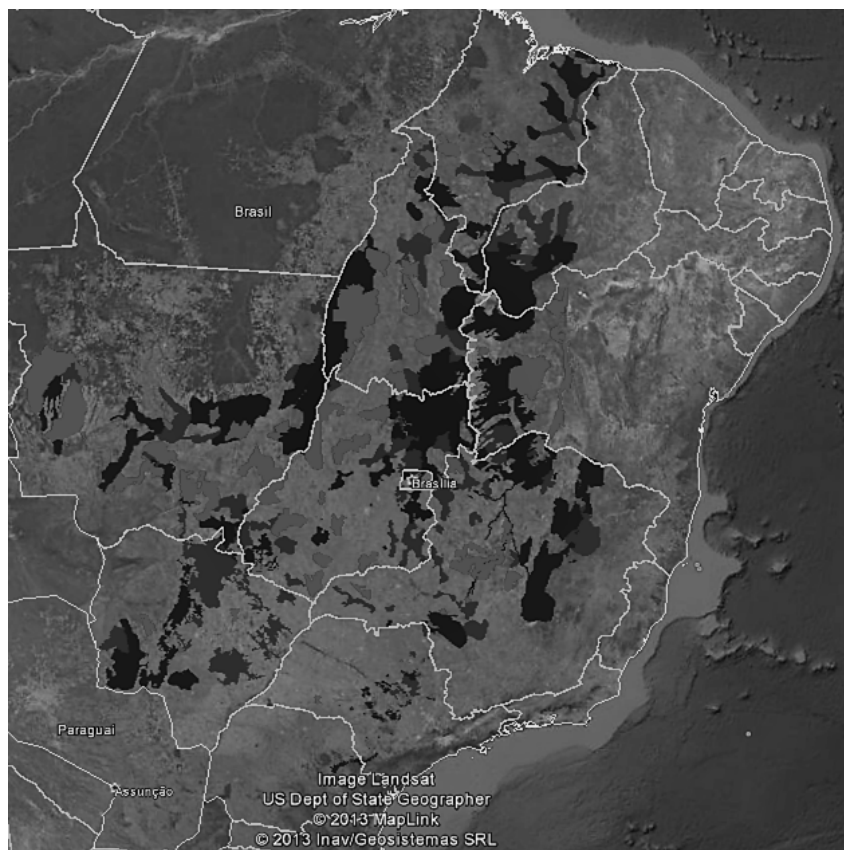 Brasil
Brasília
Paraguai
Assunção
Image Landsat
US Dept of State Geographer
© 2013 MapLink
© 2013 Inav/Geosistemas SRL